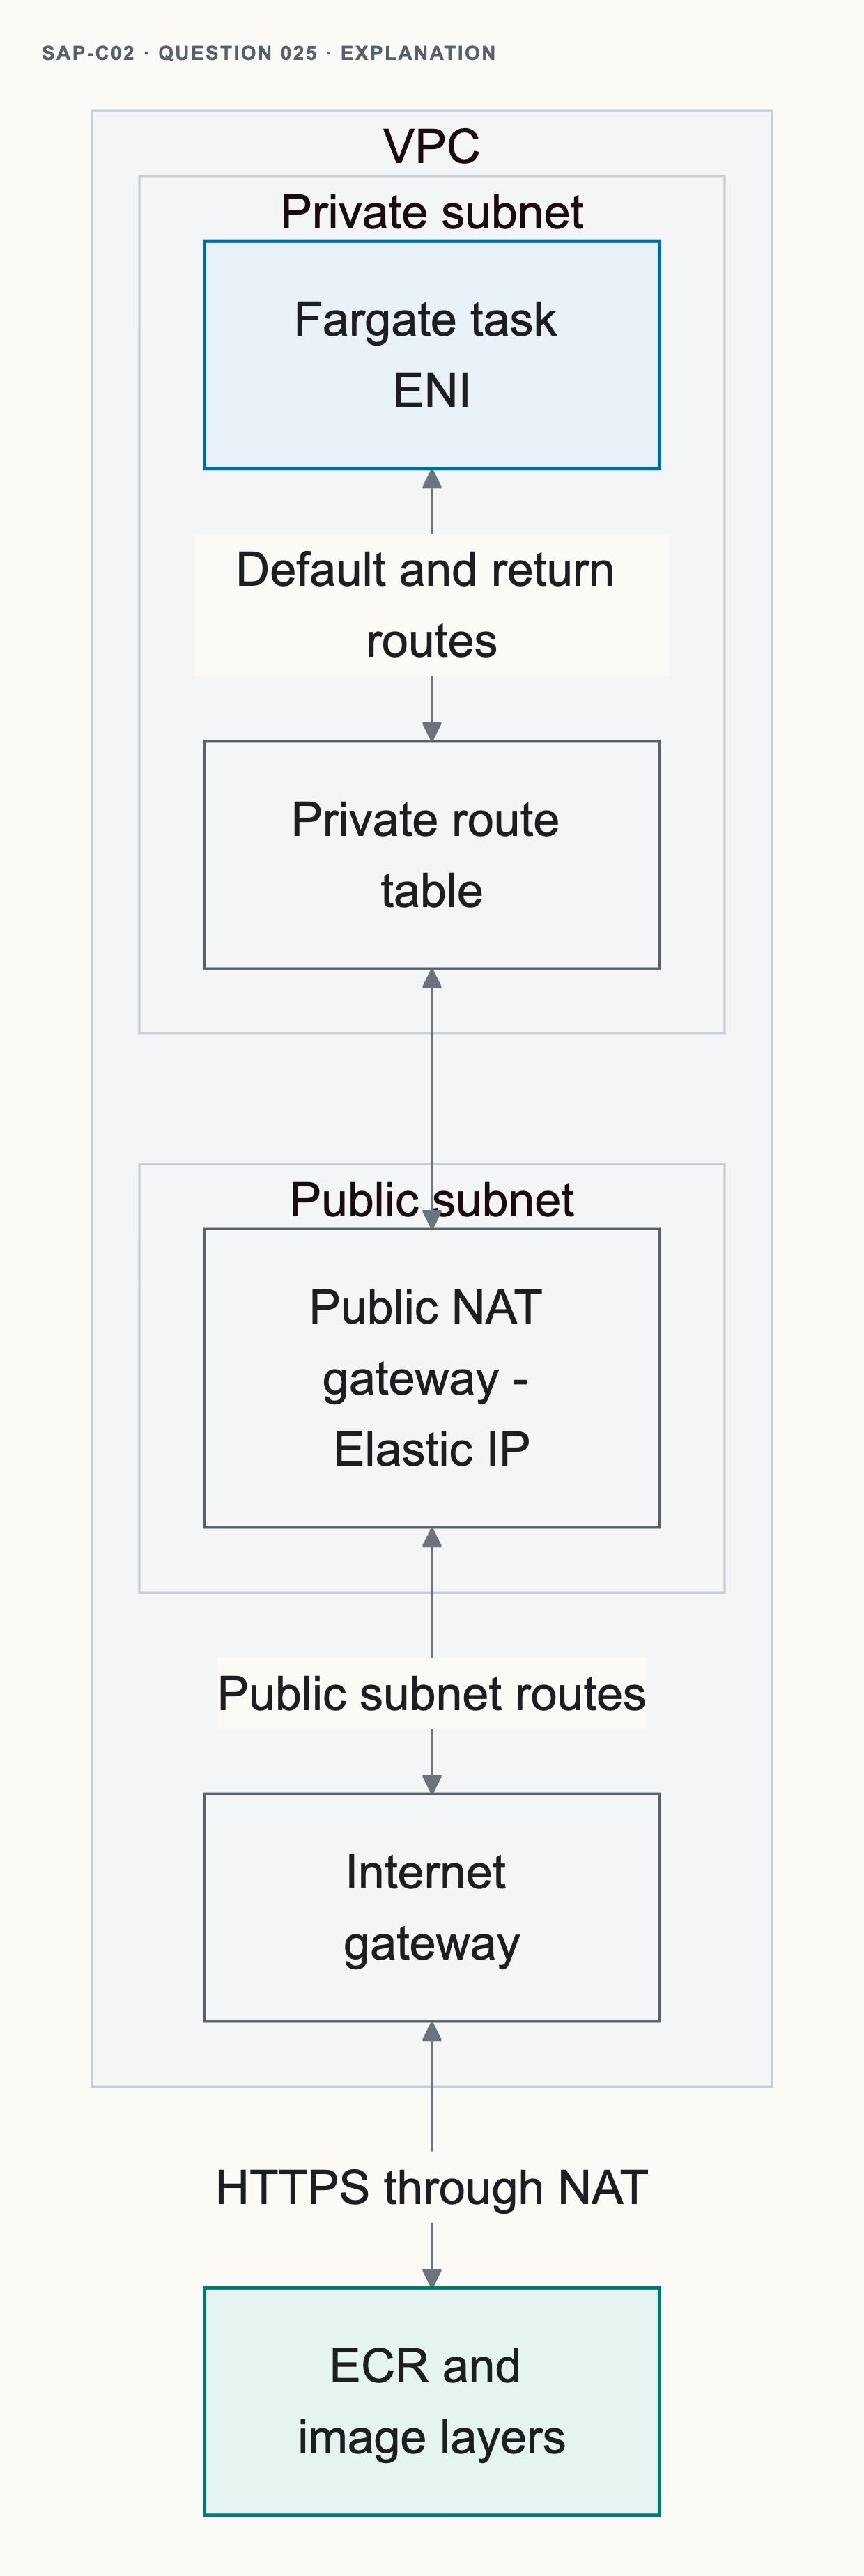 SAP-C02 · QUESTION 025 · EXPLANATION
VPC
Private subnet
Fargate task
ENI
Default and return
routes
Private route
table
Public subnet
Public NAT
gateway -
Elastic IP
Public subnet routes
Internet
gateway
HTTPS through NAT
ECR and
image layers